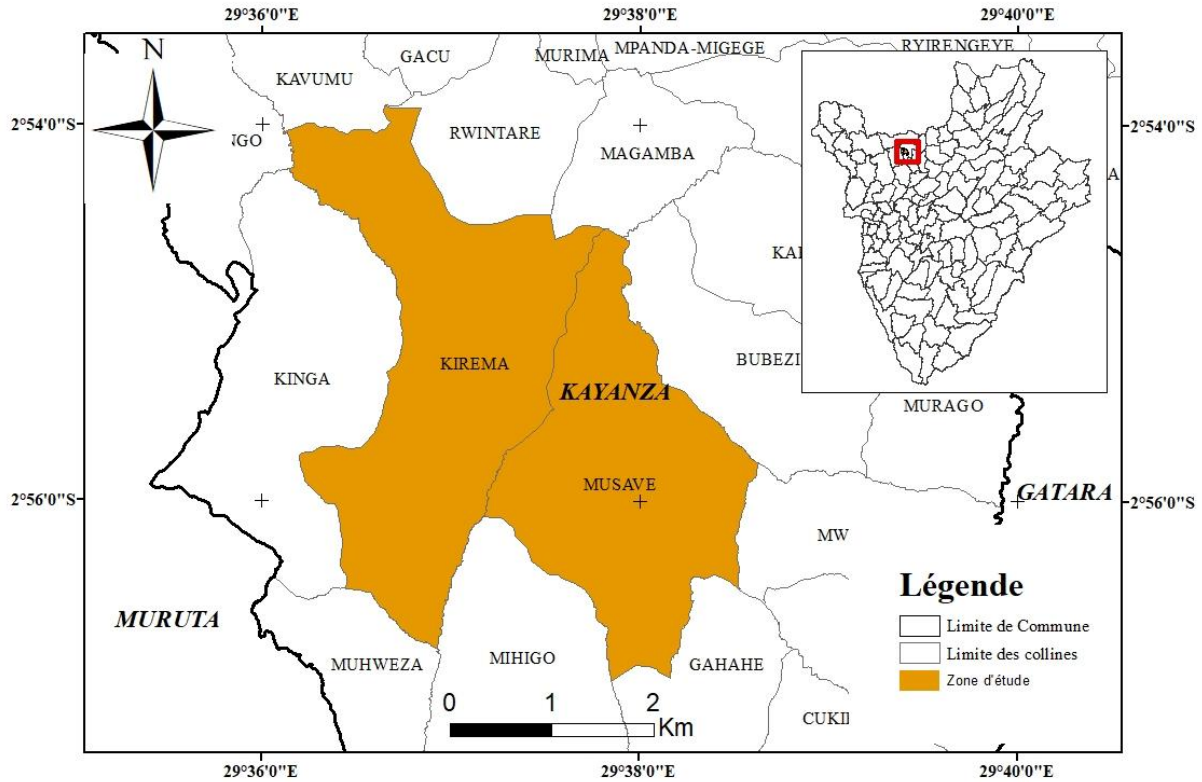 29°36'0"E 29°38'0"E 29°40'0"E
N
GACU
MURIMA
MPANDA-MIGEGE
RYIRENGEYE
KAVUMU
2°54'0"S
2°54'0"S
RWINTARE
MAGAMBA
BUBEZI
KIREMA
KINGA
KAYANZA
MURAGO
MUSAVE
2°56'0"S
2°56'0"S
GATARA
MURUTA
MUHWEZA
MIHIGO
GAHAHE
Légende
Limite de Commune
Limite des collines
Zone d'étude
0 1 2
Km
29°36'0"E 29°38'0"E 29°40'0"E